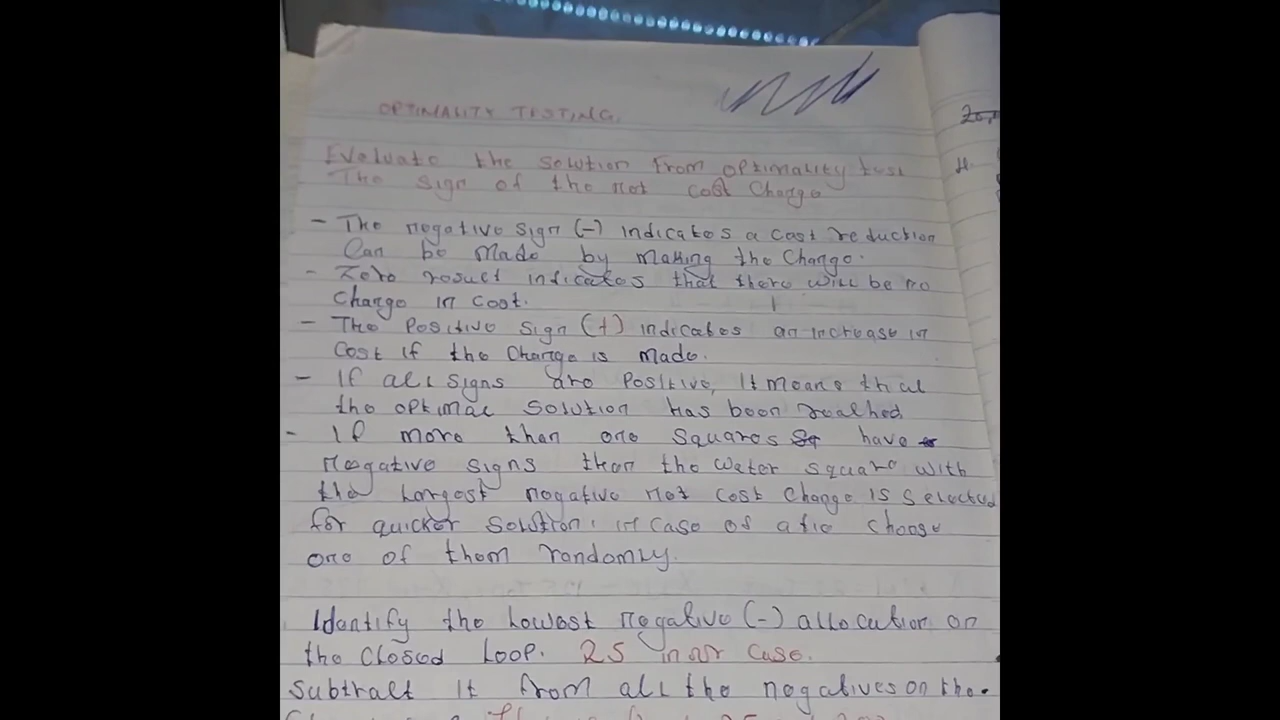 OPTIMALITY TESTING.
Evaluate the solution from optimality test
The sign of the net cost change
- The negative sign (-) indicates a cost reduction
can be made by making the change.
- Zero result indicates that there will be no
change in cost.
- The positive sign (+) indicates an increase in
cost if the change is made.
- If all signs are positive, it means that
the optimal solution has been reached
- If more than one squares have
negative signs than the water square with
the largest negative net cost change is selected
for quicker solution, in case of a tie choose
one of them randomly.
Identify the lowest negative (-) allocation on
the closed loop. 25 in our case.
subtract it from all the negatives on the